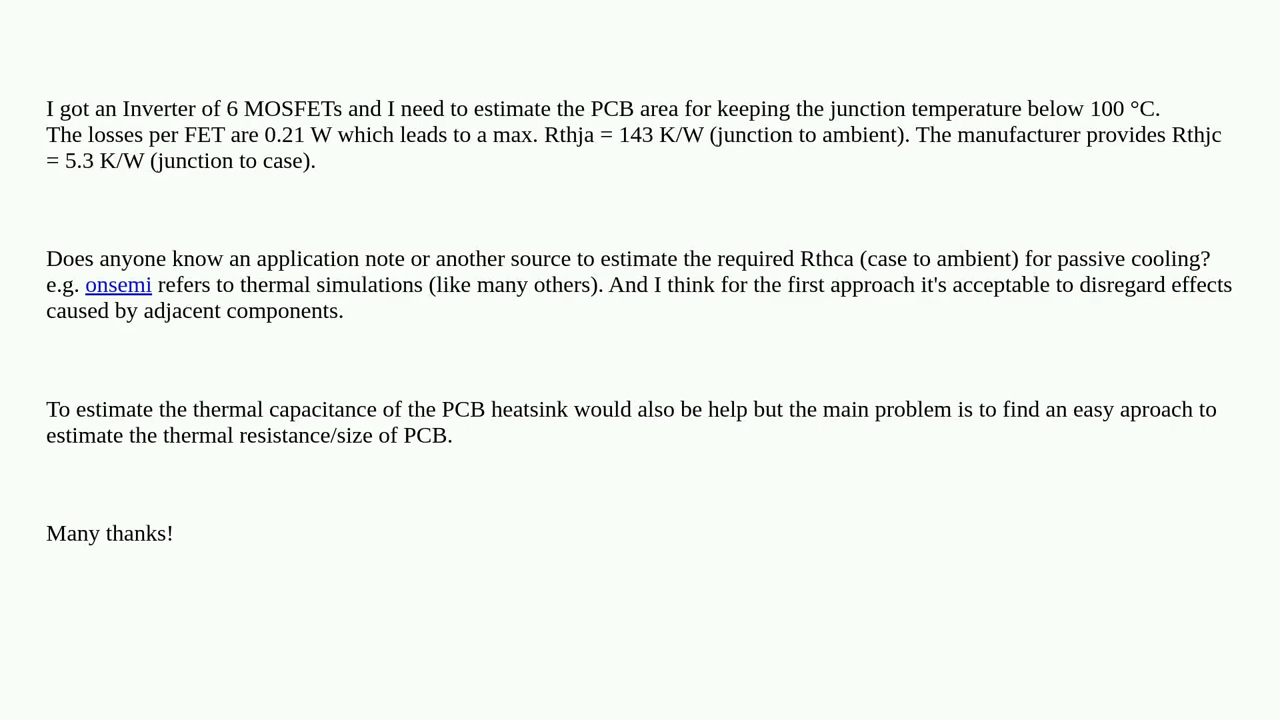 I got an Inverter of 6 MOSFETs and I need to estimate the PCB area for keeping the junction temperature below 100 °C.
The losses per FET are 0.21 W which leads to a max. Rthja = 143 K/W (junction to ambient). The manufacturer provides Rthjc
= 5.3 K/W (junction to case).
Does anyone know an application note or another source to estimate the required Rthca (case to ambient) for passive cooling?
e.g. onsemi refers to thermal simulations (like many others). And I think for the first approach it's acceptable to disregard effects
caused by adjacent components.
To estimate the thermal capacitance of the PCB heatsink would also be help but the main problem is to find an easy aproach to
estimate the thermal resistance/size of PCB.
Many thanks!